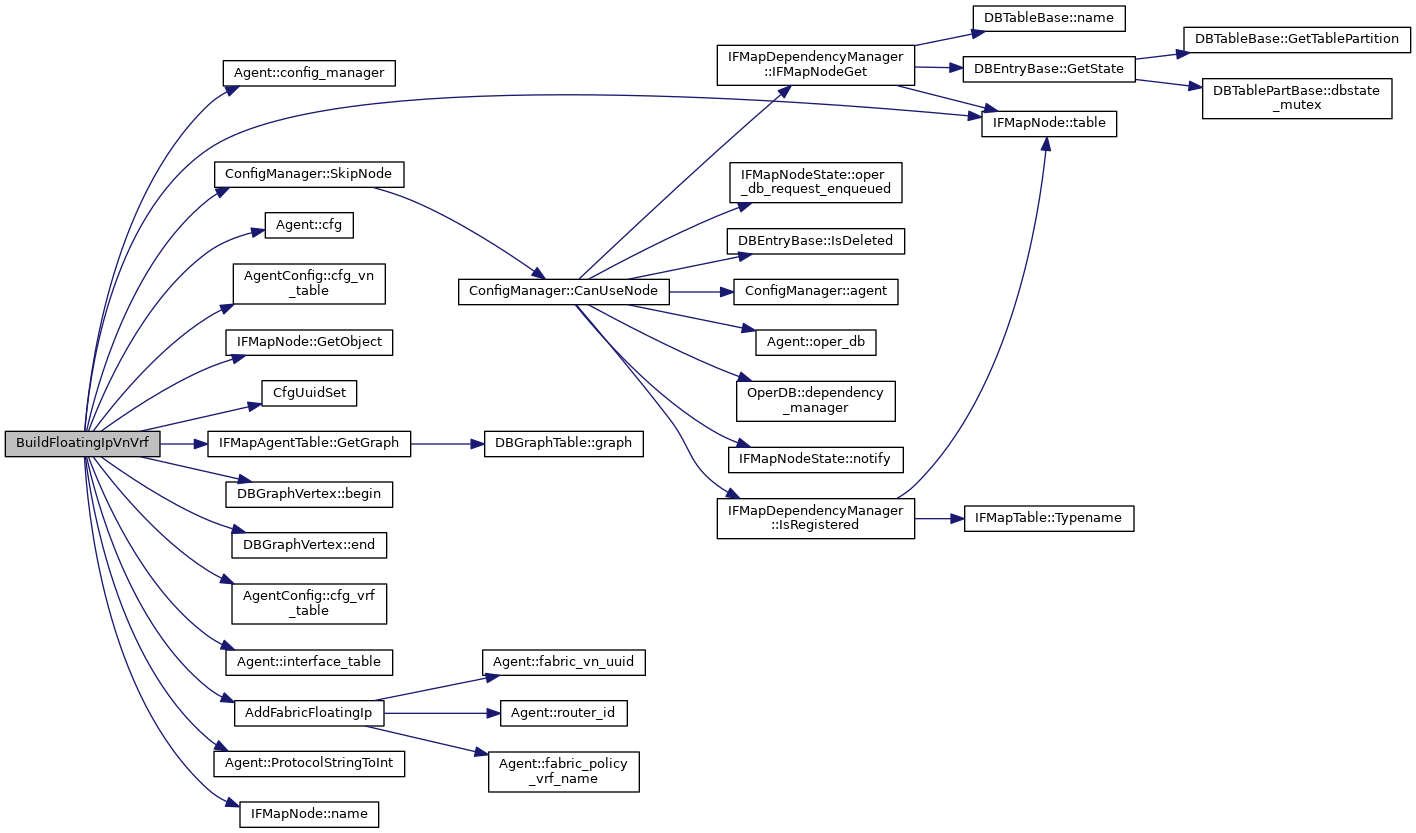 BuildFloatingIpVnVrf
Agent::config_manager
ConfigManager::SkipNode
Agent::cfg
AgentConfig::cfg_vn
_table
IFMapNode::GetObject
CfgUuidSet
IFMapAgentTable::GetGraph
DBGraphVertex::begin
DBGraphVertex::end
AgentConfig::cfg_vrf
_table
Agent::interface_table
AddFabricFloatingIp
Agent::ProtocolStringToInt
IFMapNode::name
ConfigManager::CanUseNode
DBGraphTable::graph
Agent::fabric_vn_uuid
Agent::router_id
Agent::fabric_policy
_vrf_name
IFMapDependencyManager
::IFMapNodeGet
IFMapNodeState::oper
_db_request_enqueued
DBEntryBase::IsDeleted
ConfigManager::agent
Agent::oper_db
OperDB::dependency
_manager
IFMapNodeState::notify
IFMapDependencyManager
::IsRegistered
DBTableBase::name
DBEntryBase::GetState
IFMapNode::table
IFMapTable::Typename
DBTableBase::GetTablePartition
DBTablePartBase::dbstate
_mutex